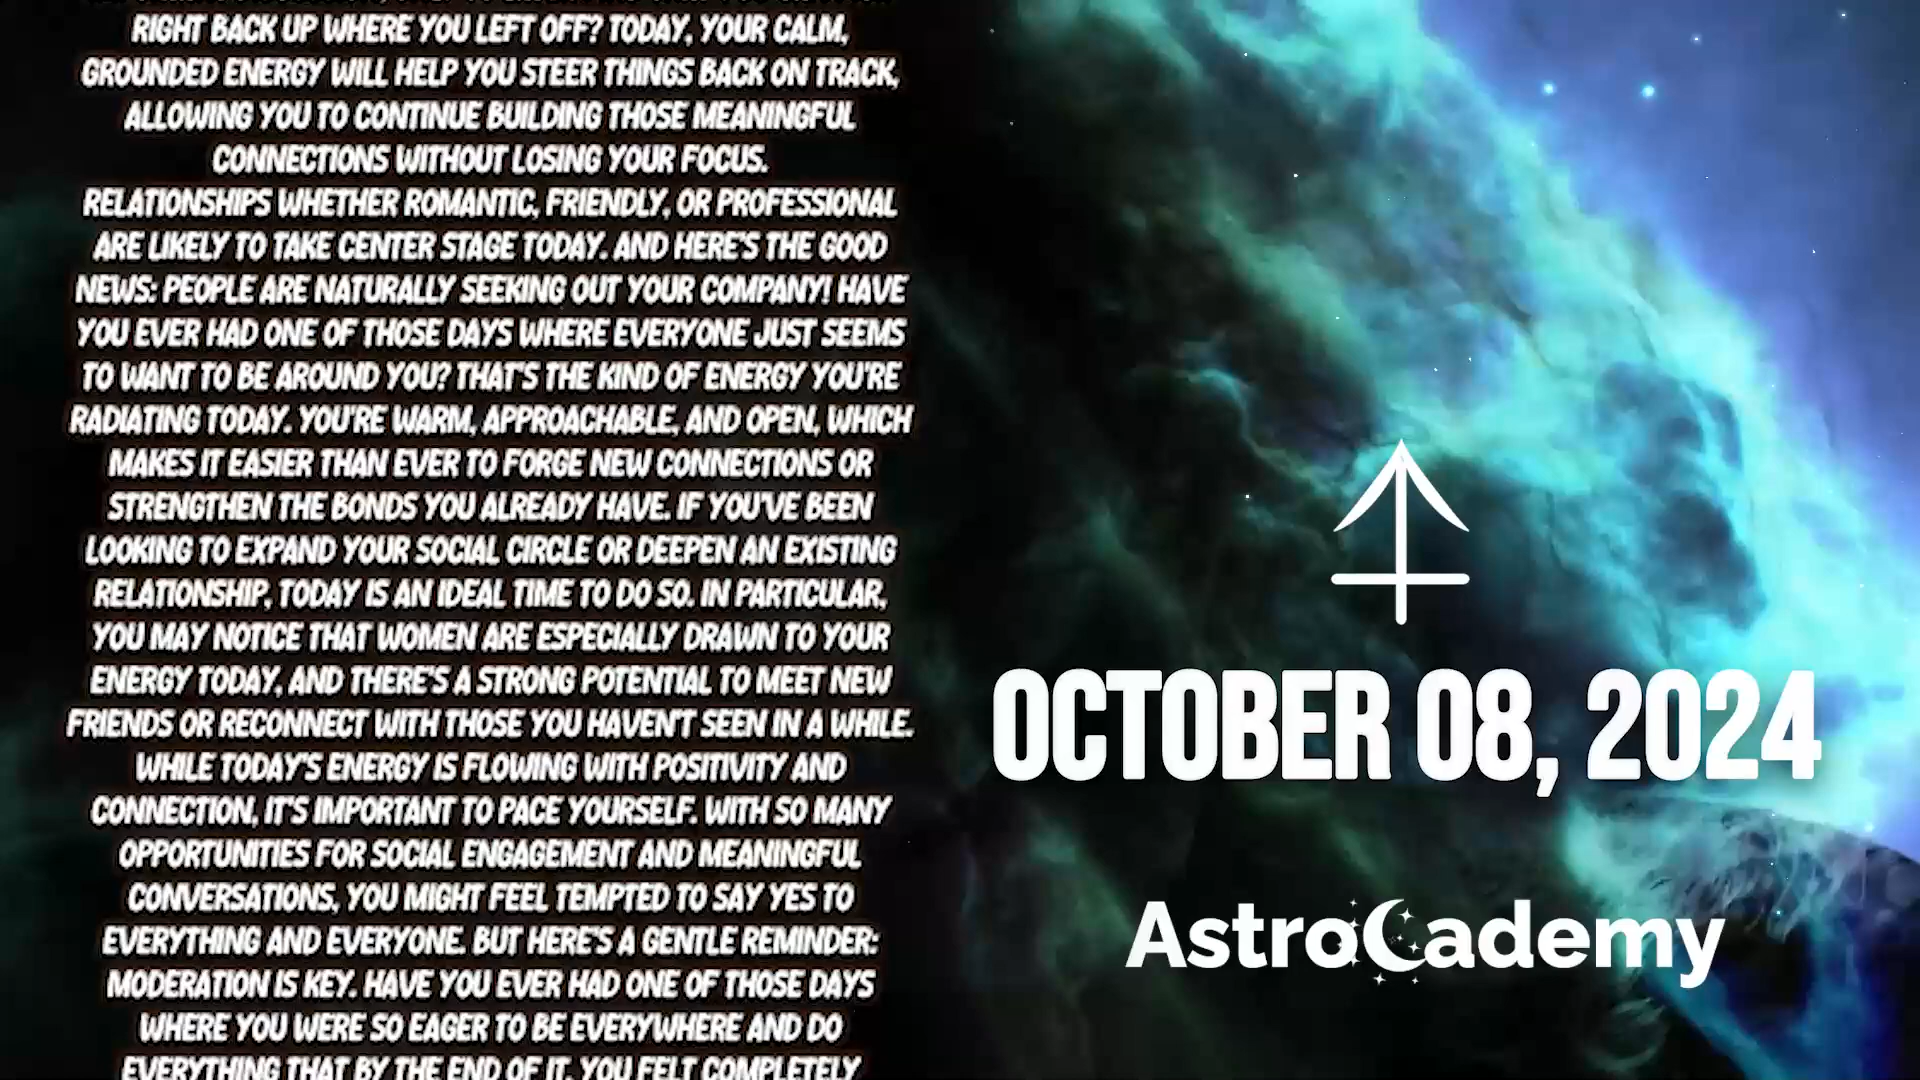 RIGHT BACK UP WHERE YOU LEFT OFF? TODAY, YOUR CALM,
GROUNDED ENERGY WILL HELP YOU STEER THINGS BACK ON TRACK,
ALLOWING YOU TO CONTINUE BUILDING THOSE MEANINGFUL
CONNECTIONS WITHOUT LOSING YOUR FOCUS.
RELATIONSHIPS WHETHER ROMANTIC, FRIENDLY, OR PROFESSIONAL
ARE LIKELY TO TAKE CENTER STAGE TODAY. AND HERE'S THE GOOD
NEWS: PEOPLE ARE NATURALLY SEEKING OUT YOUR COMPANY! HAVE
YOU EVER HAD ONE OF THOSE DAYS WHERE EVERYONE JUST SEEMS
TO WANT TO BE AROUND YOU? THAT'S THE KIND OF ENERGY YOU'RE
RADIATING TODAY. YOU'RE WARM, APPROACHABLE, AND OPEN, WHICH
MAKES IT EASIER THAN EVER TO FORGE NEW CONNECTIONS OR
STRENGTHEN THE BONDS YOU ALREADY HAVE. IF YOU'VE BEEN
LOOKING TO EXPAND YOUR SOCIAL CIRCLE OR DEEPEN AN EXISTING
RELATIONSHIP, TODAY IS AN IDEAL TIME TO DO SO. IN PARTICULAR,
YOU MAY NOTICE THAT WOMEN ARE ESPECIALLY DRAWN TO YOUR
ENERGY TODAY, AND THERE'S A STRONG POTENTIAL TO MEET NEW
FRIENDS OR RECONNECT WITH THOSE YOU HAVEN'T SEEN IN A WHILE.
WHILE TODAY'S ENERGY IS FLOWING WITH POSITIVITY AND
CONNECTION, IT'S IMPORTANT TO PACE YOURSELF. WITH SO MANY
OPPORTUNITIES FOR SOCIAL ENGAGEMENT AND MEANINGFUL
CONVERSATIONS, YOU MIGHT FEEL TEMPTED TO SAY YES TO
EVERYTHING AND EVERYONE. BUT HERE'S A GENTLE REMINDER:
MODERATION IS KEY. HAVE YOU EVER HAD ONE OF THOSE DAYS
WHERE YOU WERE SO EAGER TO BE EVERYWHERE AND DO
EVERYTHING THAT BY THE END OF IT, YOU FELT COMPLETELY
OCTOBER 08, 2024
AstroCademy